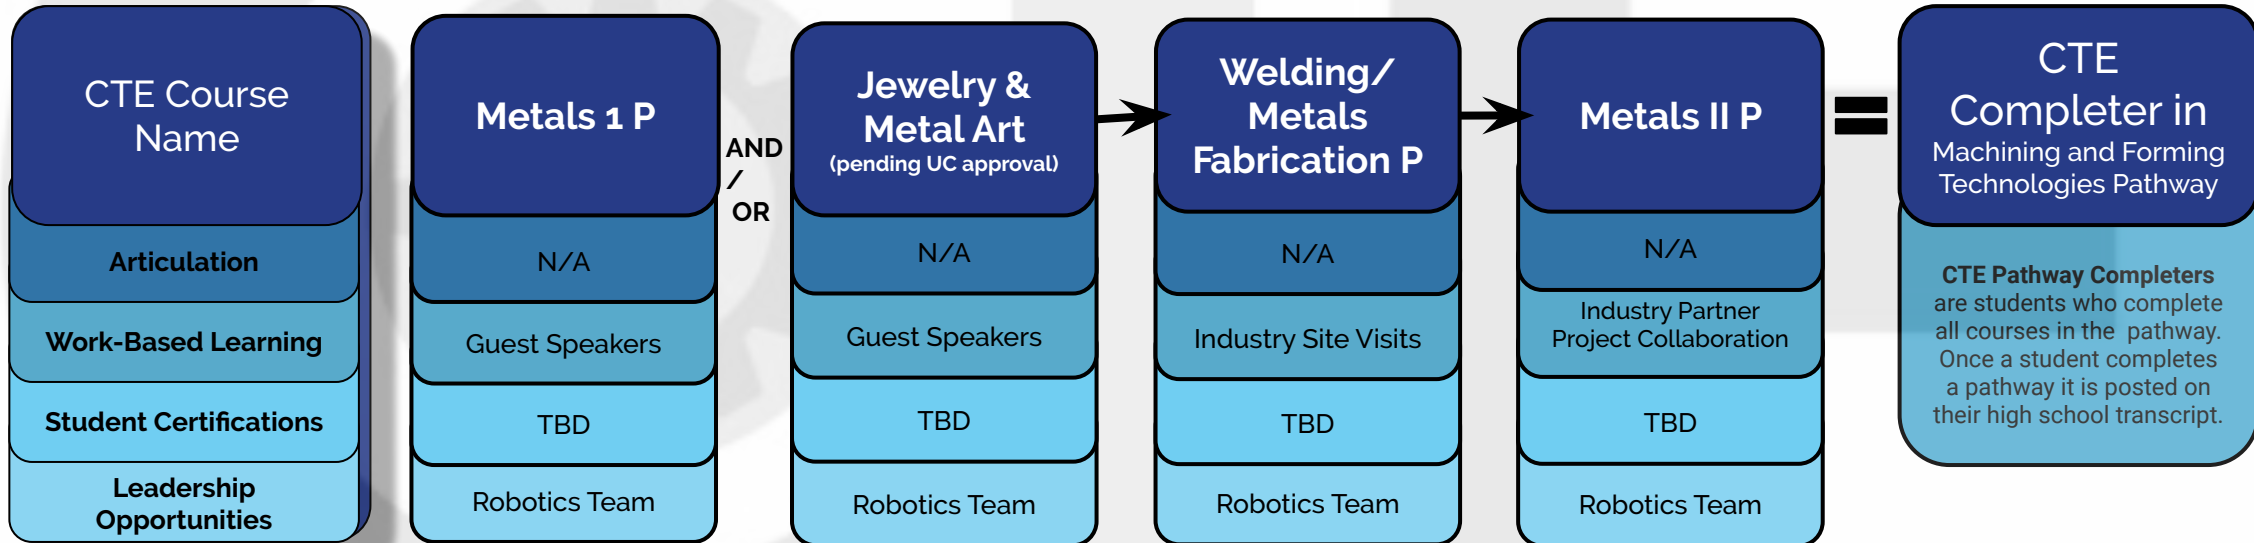 CTE Course
Name
Articulation
Work-Based Learning
Student Certifications
Leadership
Opportunities
Metals 1 P
N/A
Guest Speakers
TBD
Robotics Team
AND
/
OR
Jewelry &
Metal Art
(pending UC approval)
N/A
Guest Speakers
TBD
Robotics Team
Welding/
Metals
Fabrication P
N/A
Industry Site Visits
TBD
Robotics Team
Metals II P
N/A
Industry Partner
Project Collaboration
TBD
Robotics Team
=
CTE
Completer in
Machining and Forming
Technologies Pathway
CTE Pathway Completers
are students who complete
all courses in the pathway.
Once a student completes
a pathway it is posted on
their high school transcript.